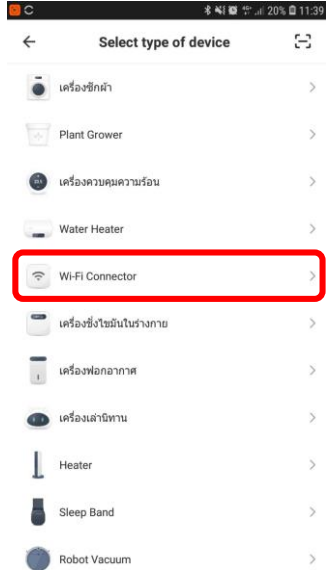 20% 11:39
Select type of device
เครื่องซักผ้า
Plant Grower
เครื่องควบคุมความร้อน
Water Heater
Wi-Fi Connector
เครื่องชั่งไขมันในร่างกาย
เครื่องฟอกอากาศ
เครื่องเล่านิทาน
Heater
Sleep Band
Robot Vacuum